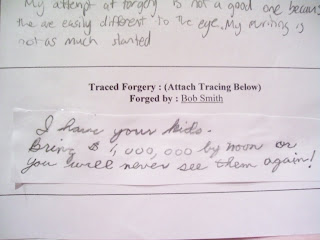 My attempt at forgery is not a good one because
the are easily different to the eye. My writing is
not as much slanted
Traced Forgery : (Attach Tracing Below)
Forged by : Bob Smith
I have your kids.
Bring $ 1,000,000 by noon or
you will never see them again!